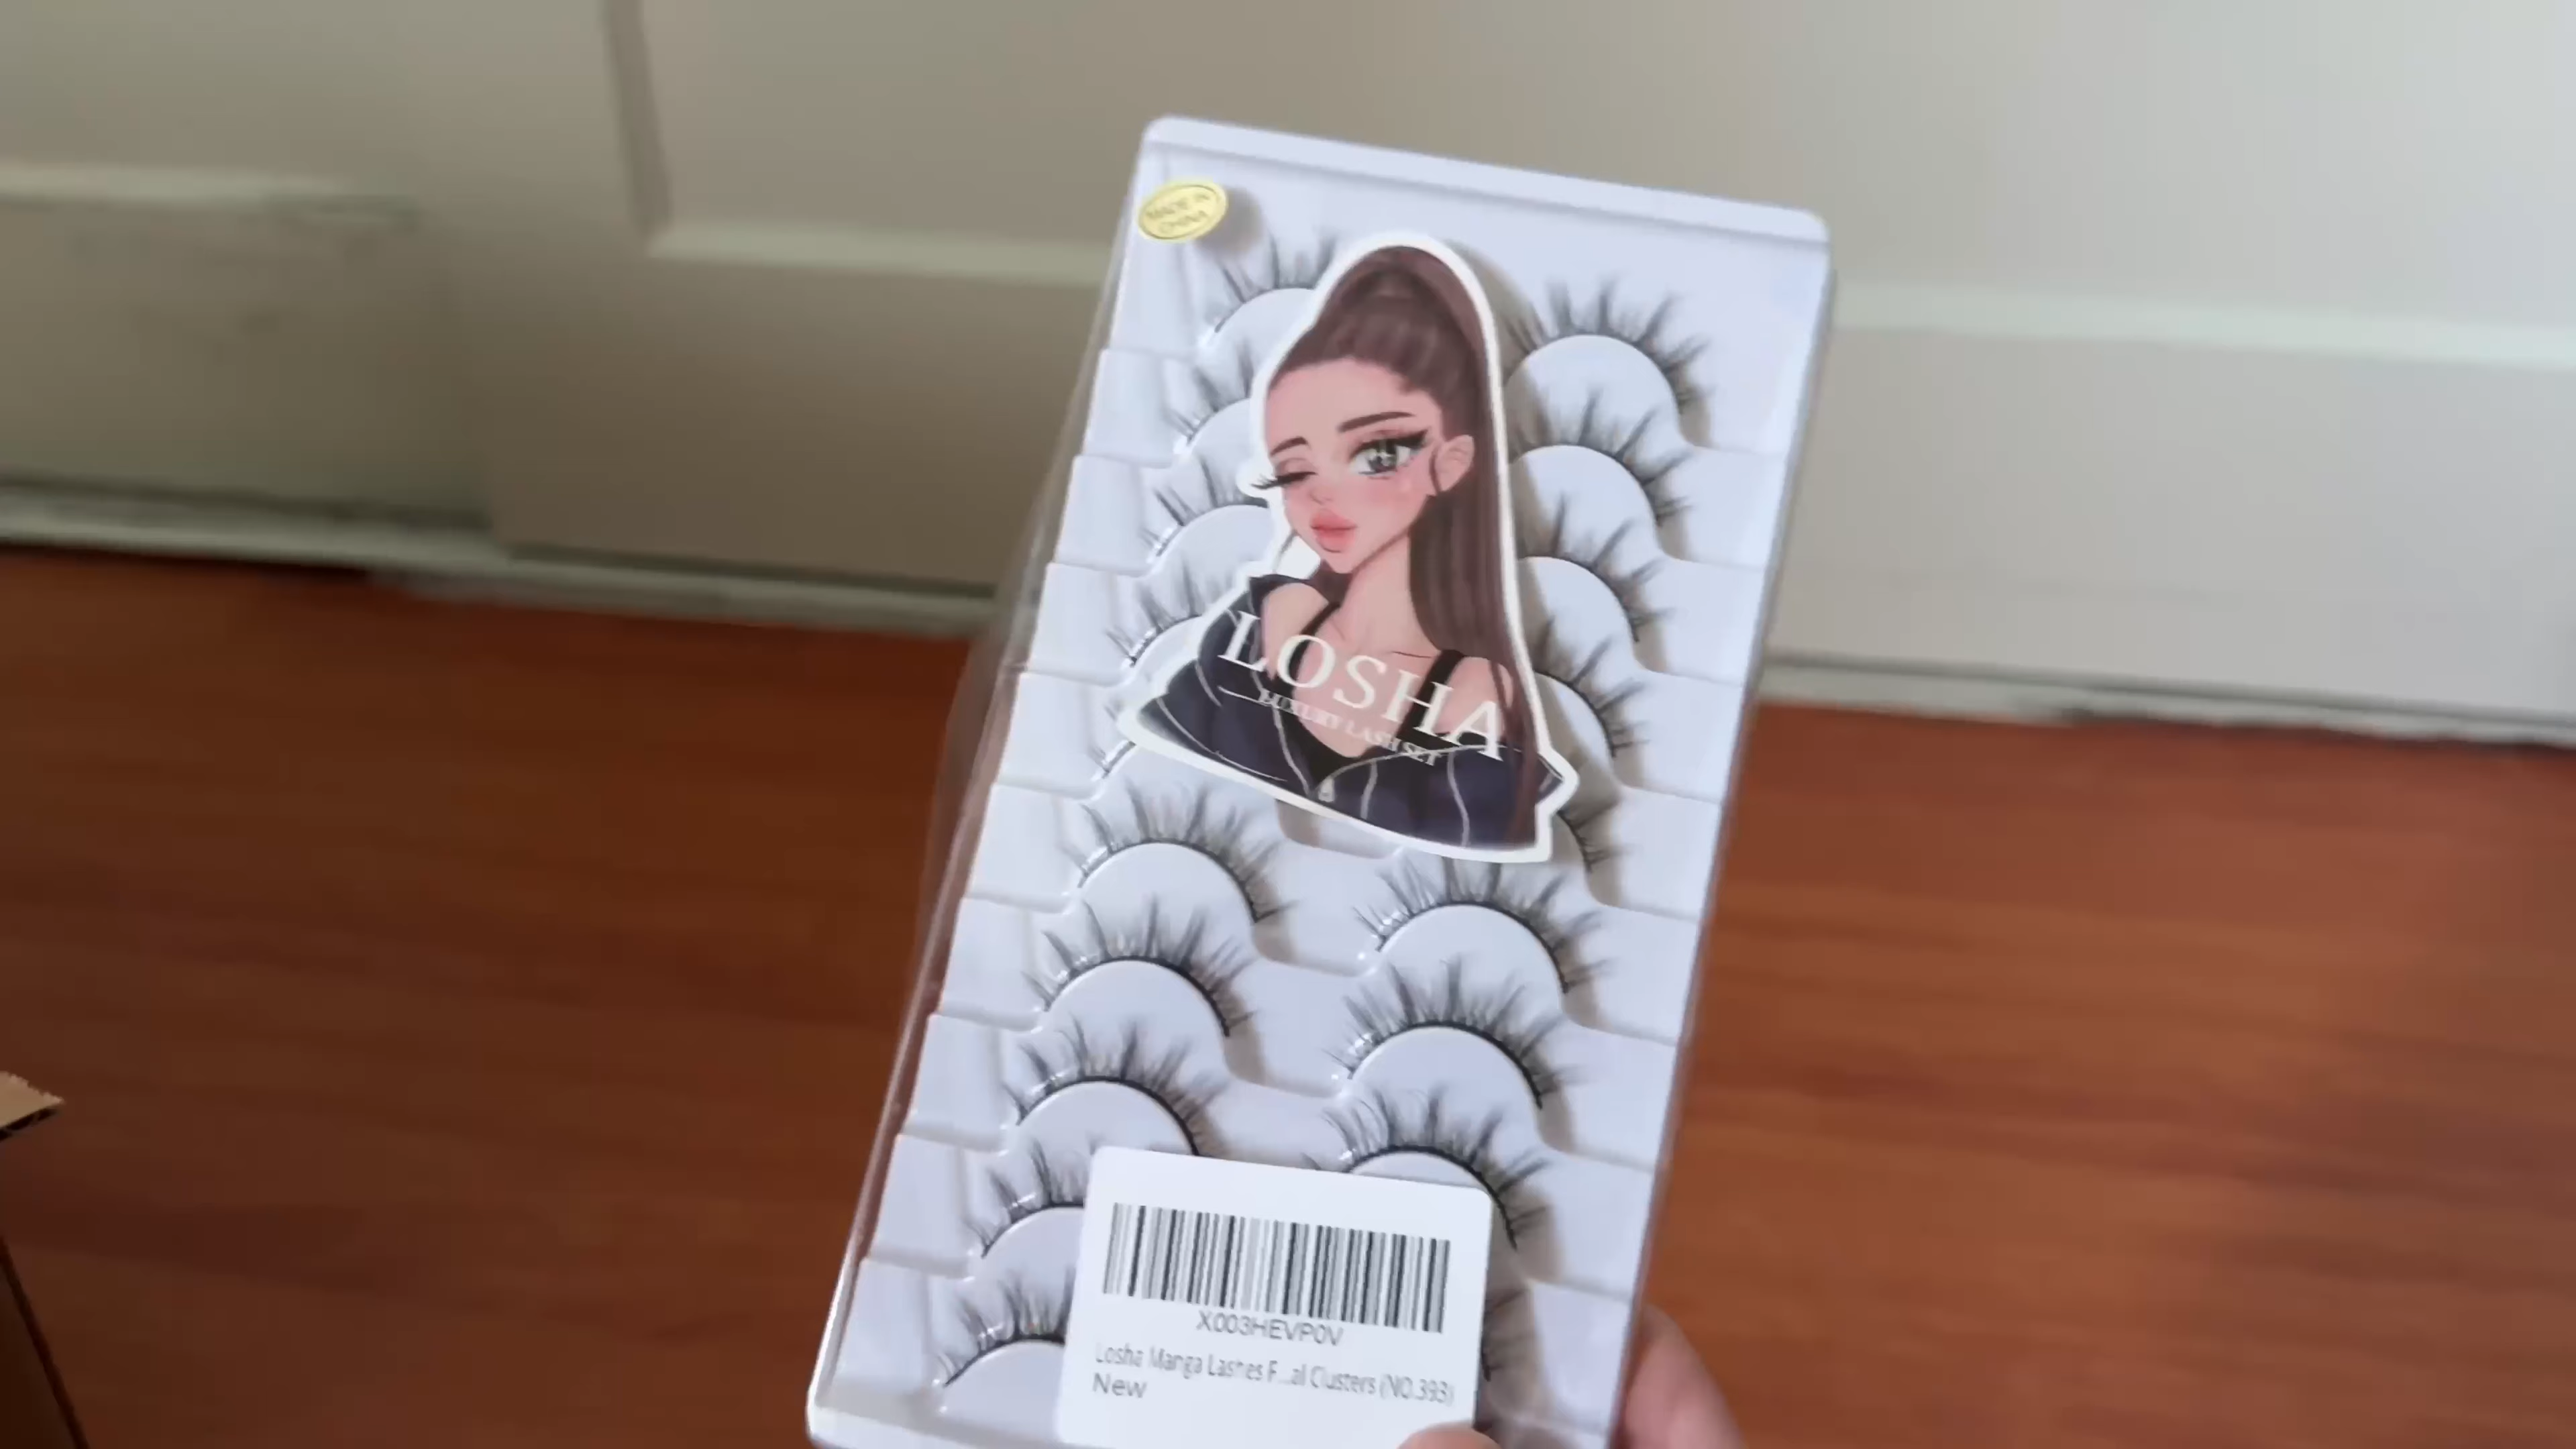 MADE IN
CHINA
LOSHA
LUXURY LASH SET
X003HEVP0V
Losha Manga Lashes F...al Clusters (NO.393)
New